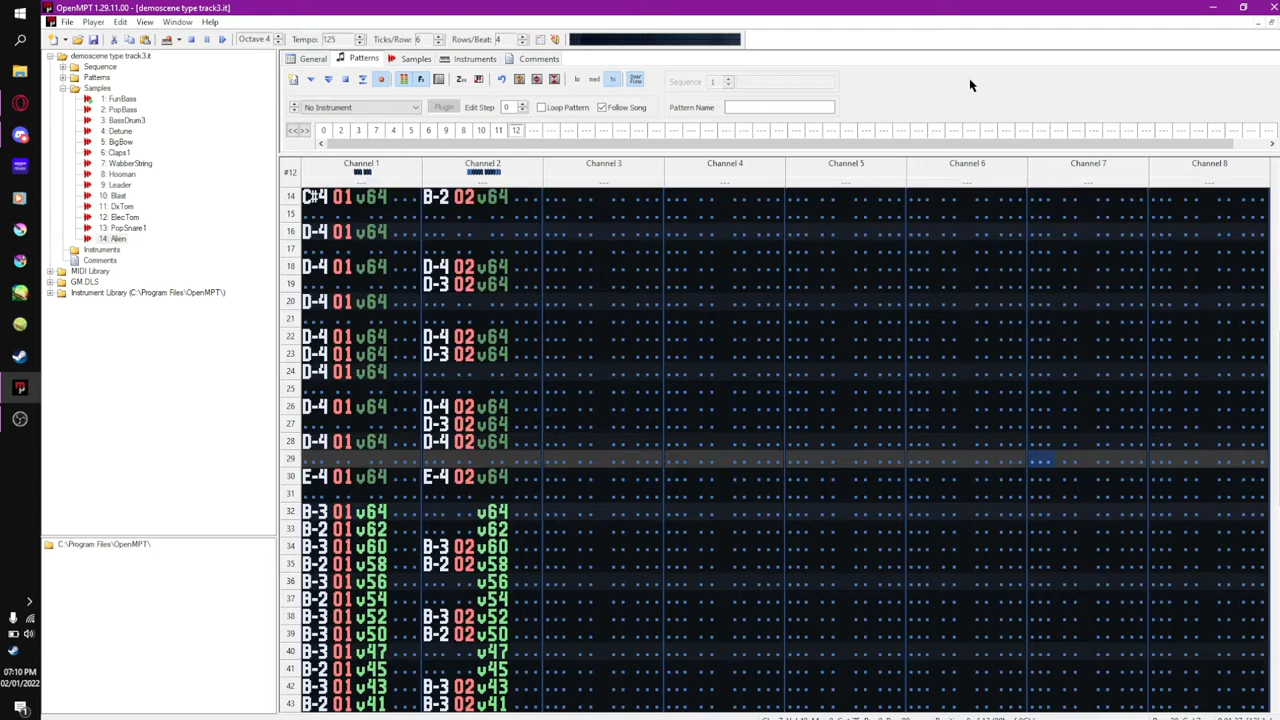 OpenMPT 1.29.11.00 - [demoscene type track3.it]
File Player Edit View Window Help
Octave 4 Tempo: 125 Ticks/Row: 6 Rows/Beat: 4
demoscene type track3.it
Sequence
Patterns
Samples
1: FunBass
2: PopBass
3: BassDrum3
4: Detune
5: BigBow
6: Claps1
7: WabberString
8: Hooman
9: Leader
10: Blast
11: DxTom
12: ElecTom
13: PopSnare1
14: Alien
Instruments
Comments
MIDI Library
GM.DLS
Instrument Library (C:\Program Files\OpenMPT\)
C:\Program Files\OpenMPT\
07:10 PM
02/01/2022
General Patterns Samples Instruments Comments
lo med hi Over Flow Sequence 1
No Instrument Plugin Edit Step 0 Loop Pattern Follow Song Pattern Name
<< >> 0 2 3 7 4 5 6 9 8 10 11 12
#12 Channel 1 Channel 2 Channel 3 Channel 4 Channel 5 Channel 6 Channel 7 Channel 8
14 C#4 01 v64 B-2 02 v64
15
16 D-4 01 v64
17
18 D-4 01 v64 D-4 02 v64
19 D-3 02 v64
20 D-4 01 v64
21
22 D-4 01 v64 D-4 02 v64
23 D-4 01 v64 D-3 02 v64
24 D-4 01 v64
25
26 D-4 01 v64 D-4 02 v64
27 D-3 02 v64
28 D-4 01 v64 D-4 02 v64
29
30 E-4 01 v64 E-4 02 v64
31
32 B-3 01 v64 v64
33 B-2 01 v62 v62
34 B-3 01 v60 B-3 02 v60
35 B-2 01 v58 B-2 02 v58
36 B-3 01 v56 v56
37 B-2 01 v54 v54
38 B-3 01 v52 B-3 02 v52
39 B-2 01 v50 B-2 02 v50
40 B-3 01 v47 v47
41 B-2 01 v45 v45
42 B-3 01 v43 B-3 02 v43
43 B-2 01 v41 B-3 02 v41